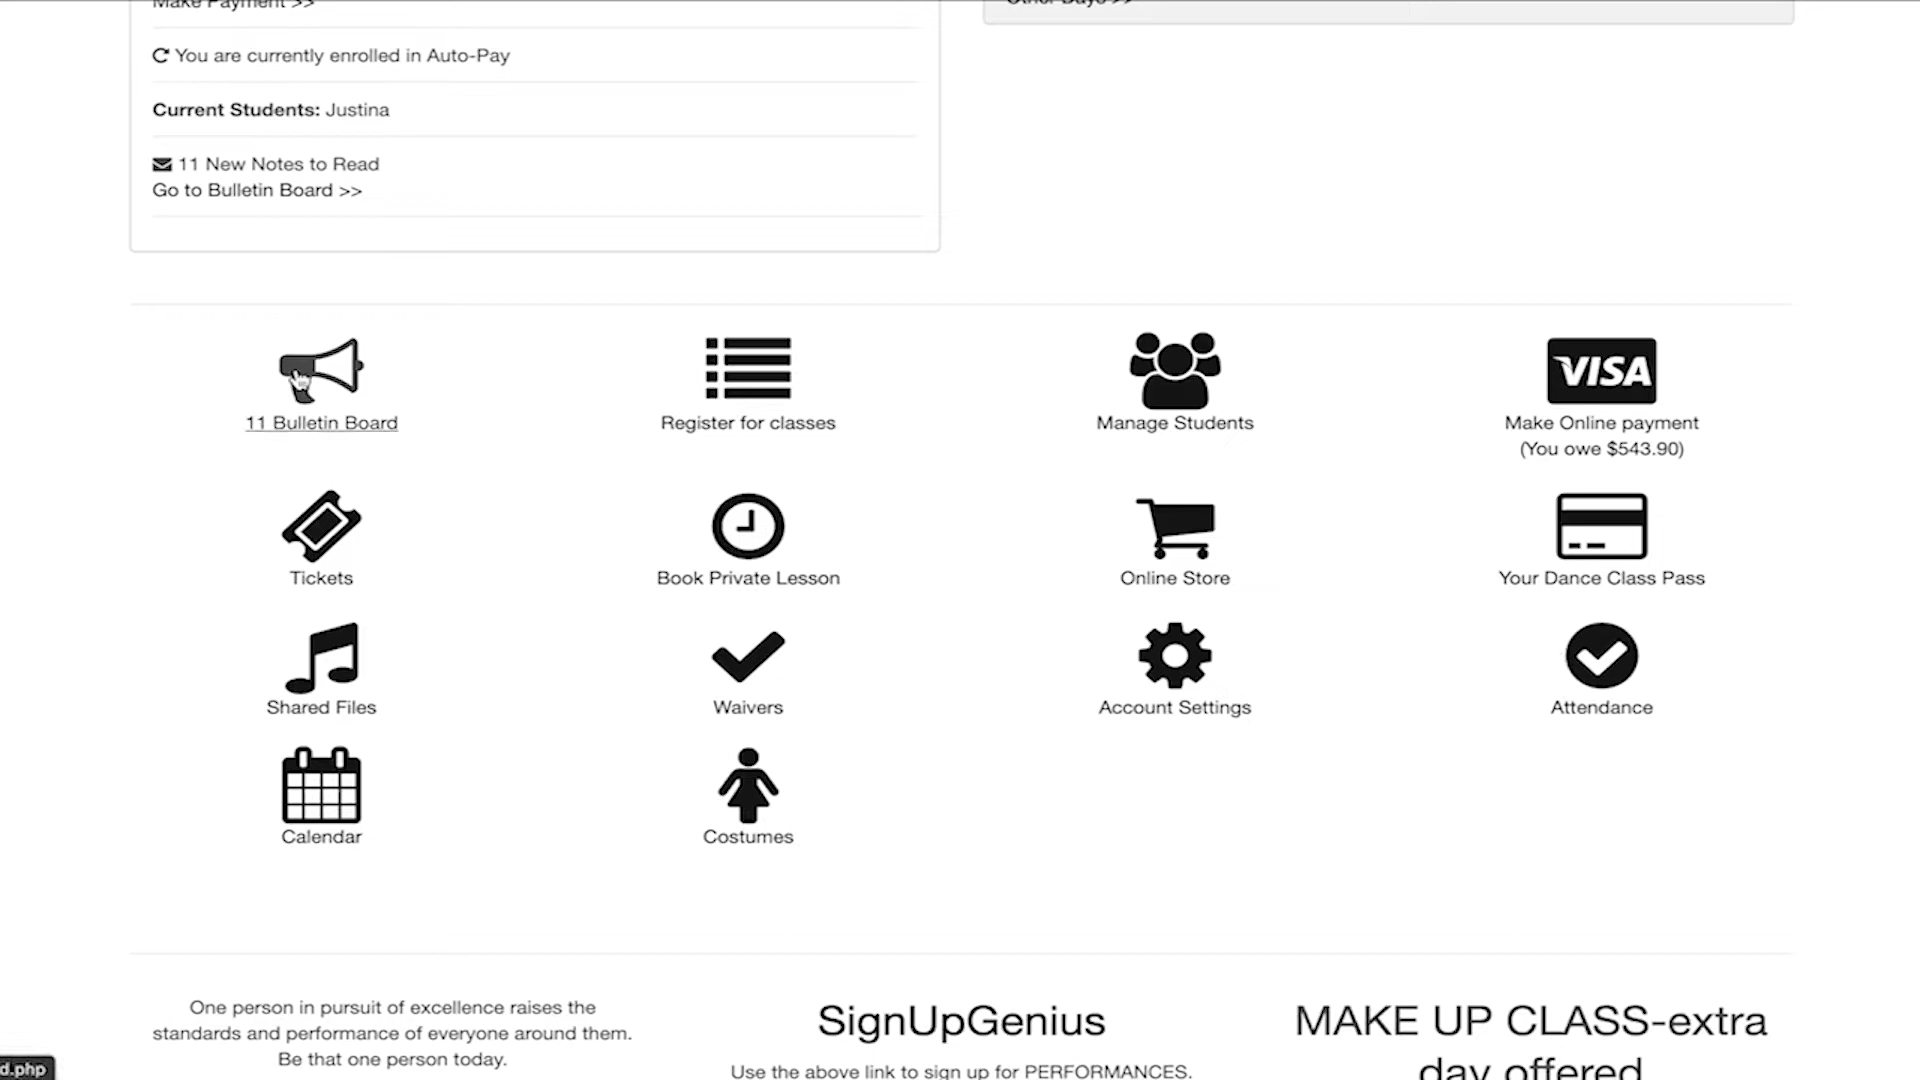 Make Payment >>
Other Days >>
You are currently enrolled in Auto-Pay
Current Students: Justina
11 New Notes to Read
Go to Bulletin Board >>
11 Bulletin Board
Register for classes
Manage Students
VISA
Make Online payment
(You owe $543.90)
Tickets
Book Private Lesson
Online Store
Your Dance Class Pass
Shared Files
Waivers
Account Settings
Attendance
Calendar
Costumes
One person in pursuit of excellence raises the
standards and performance of everyone around them.
Be that one person today.
SignUpGenius
Use the above link to sign up for PERFORMANCES.
MAKE UP CLASS-extra
day offered
d.php